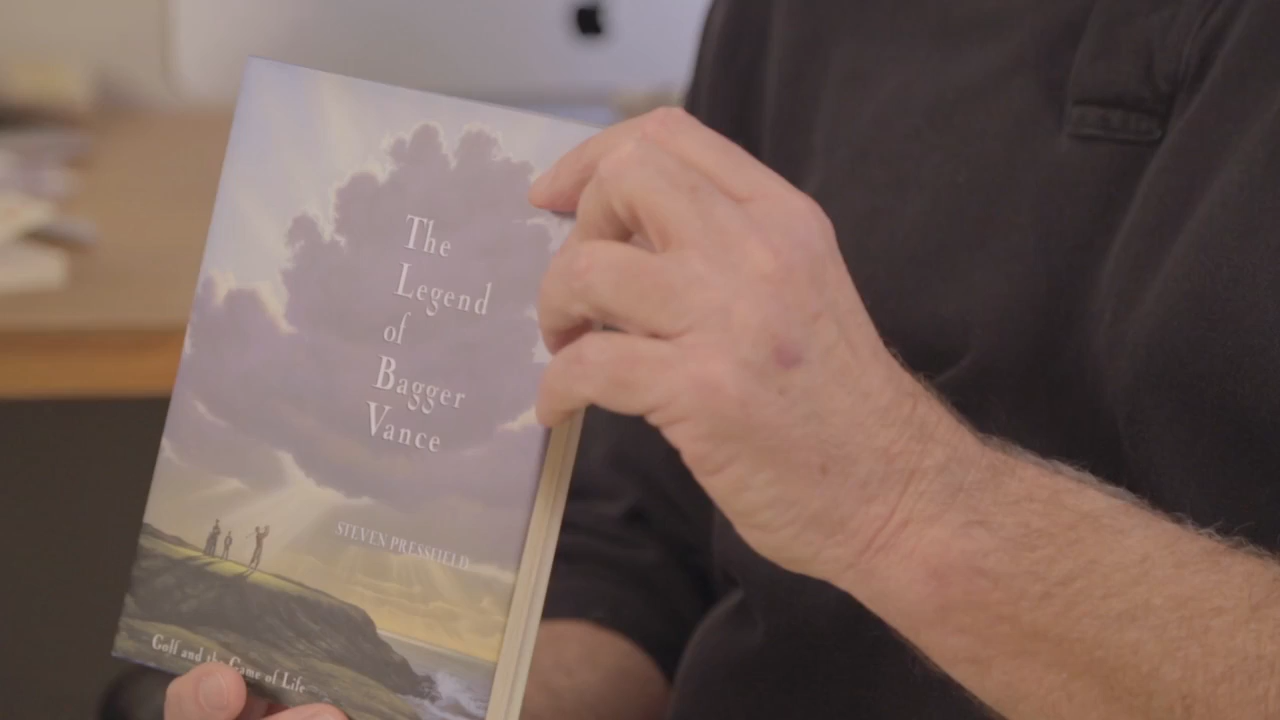 The
Legend
of
Bagger
Vance
STEVEN PRESSFIELD
Golf and the Game of Life